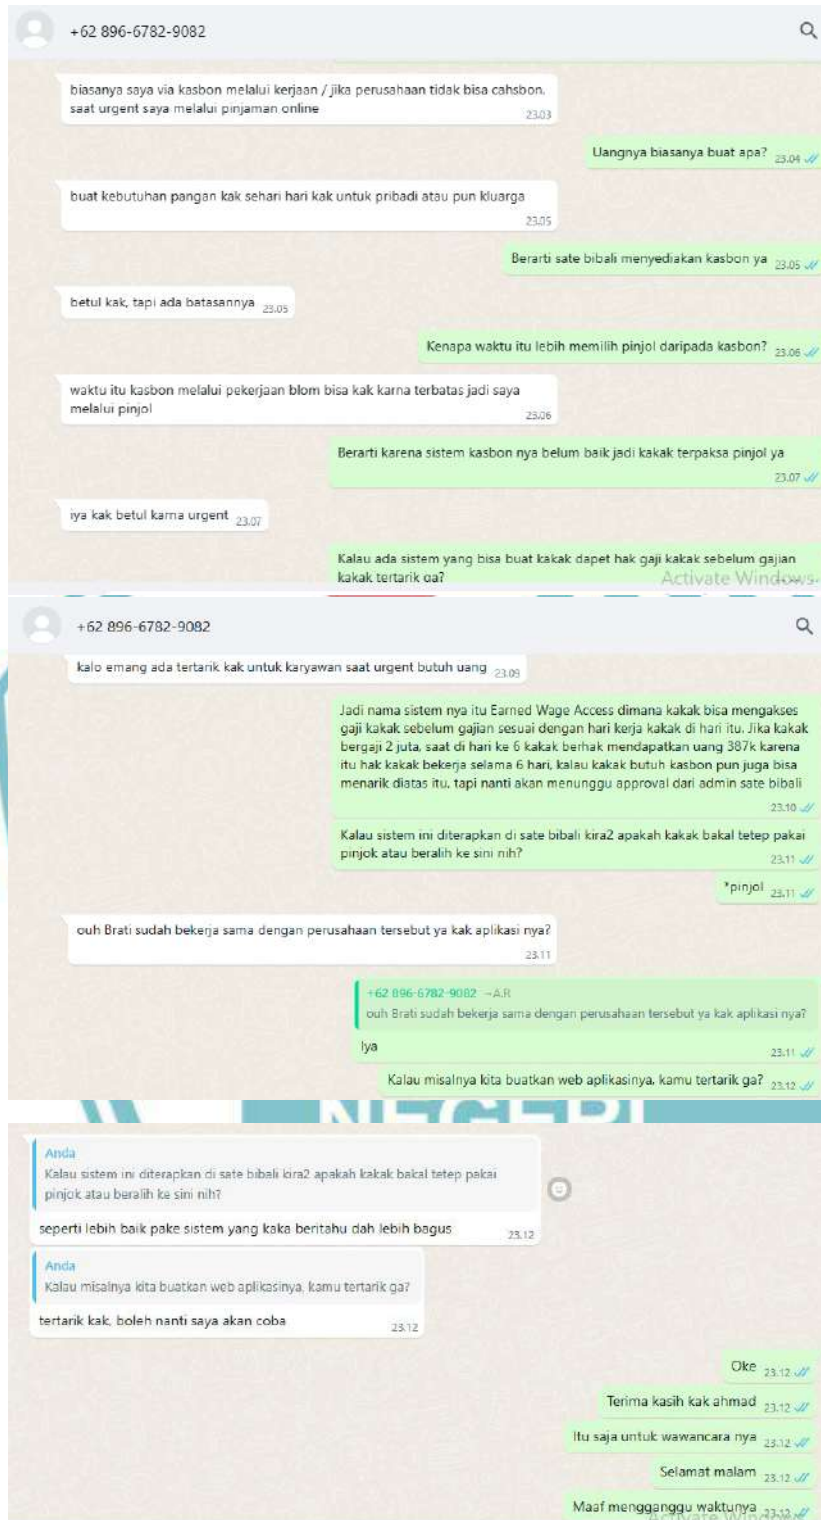 +62 896-6782-9082
biasanya saya via kasbon melalui kerjaan / jika perusahaan tidak bisa cahsbon.
saat urgent saya melalui pinjaman online
23.03
Uangnya biasanya buat apa? 23.04
buat kebutuhan pangan kak sehari hari kak untuk pribadi atau pun kluarga
23.05
Berarti sate bibali menyediakan kasbon ya 23.05
betul kak, tapi ada batasannya 23.05
Kenapa waktu itu lebih memilih pinjol daripada kasbon? 23.06
waktu itu kasbon melalui pekerjaan blom bisa kak karna terbatas jadi saya
melalui pinjol
23.06
Berarti karena sistem kasbon nya belum baik jadi kakak terpaksa pinjol ya
23.07
iya kak betul karna urgent 23.07
Kalau ada sistem yang bisa buat kakak dapet hak gaji kakak sebelum gajian
kakak tertarik ga?
Activate Windows
+62 896-6782-9082
kalo emang ada tertarik kak untuk karyawan saat urgent butuh uang 23.09
Jadi nama sistem nya itu Earned Wage Access dimana kakak bisa mengakses
gaji kakak sebelum gajian sesuai dengan hari kerja kakak di hari itu. Jika kakak
bergaji 2 juta, saat di hari ke 6 kakak berhak mendapatkan uang 387k karena
itu hak kakak bekerja selama 6 hari, kalau kakak butuh kasbon pun juga bisa
menarik diatas itu, tapi nanti akan menunggu approval dari admin sate bibali
23.10
Kalau sistem ini diterapkan di sate bibali kira2 apakah kakak bakal tetep pakai
pinjok atau beralih ke sini nih?
23.11
*pinjol 23.11
ouh Brati sudah bekerja sama dengan perusahaan tersebut ya kak aplikasi nya?
23.11
+62 896-6782-9082 ~A.R
ouh Brati sudah bekerja sama dengan perusahaan tersebut ya kak aplikasi nya?
Iya
23.11
Kalau misalnya kita buatkan web aplikasinya, kamu tertarik ga? 23.12
NEGERI
Anda
Kalau sistem ini diterapkan di sate bibali kira2 apakah kakak bakal tetep pakai
pinjok atau beralih ke sini nih?
seperti lebih baik pake sistem yang kaka beritahu dah lebih bagus 23.12
Anda
Kalau misalnya kita buatkan web aplikasinya, kamu tertarik ga?
tertarik kak, boleh nanti saya akan coba 23.12
Oke 23.12
Terima kasih kak ahmad 23.12
Itu saja untuk wawancara nya 23.12
Selamat malam 23.12
Maaf mengganggu waktunya 23.12
Activate Windows